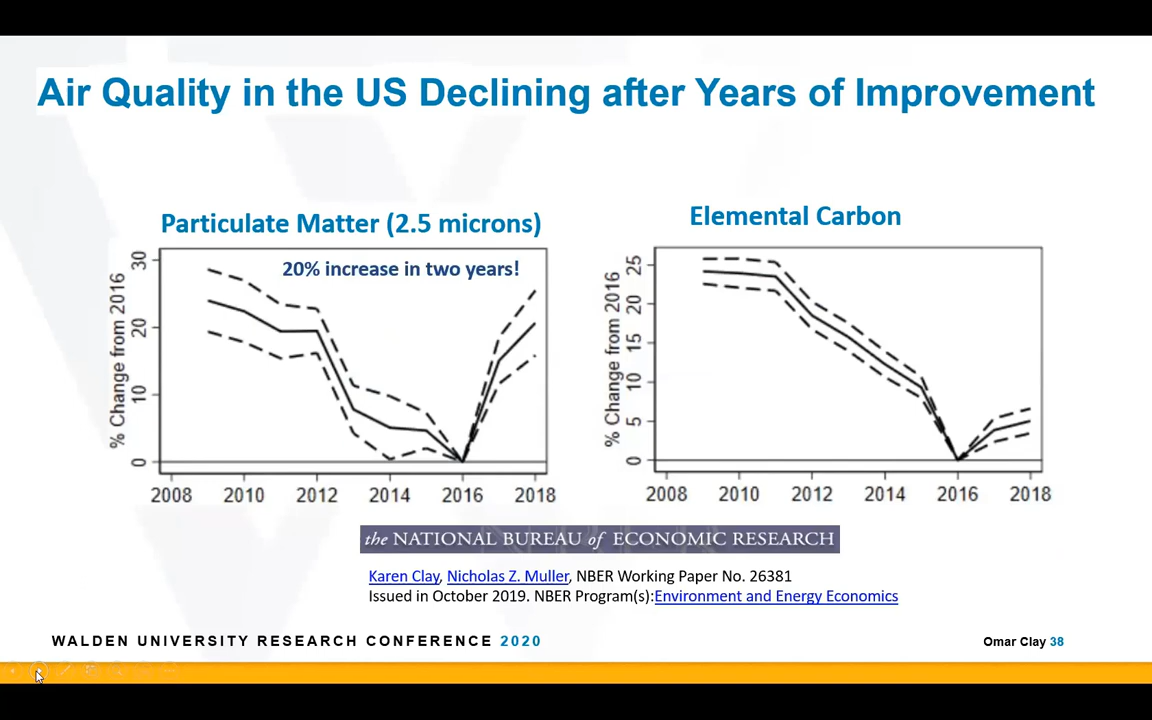 Air Quality in the US Declining after Years of Improvement
Particulate Matter (2.5 microns)
20% increase in two years!
% Change from 2016
30
20
10
0
2008 2010 2012 2014 2016 2018
Elemental Carbon
% Change from 2016
25
20
15
10
5
0
2008 2010 2012 2014 2016 2018
the NATIONAL BUREAU of ECONOMIC RESEARCH
Karen Clay, Nicholas Z. Muller, NBER Working Paper No. 26381
Issued in October 2019. NBER Program(s):Environment and Energy Economics
WALDEN UNIVERSITY RESEARCH CONFERENCE 2020
Omar Clay 38